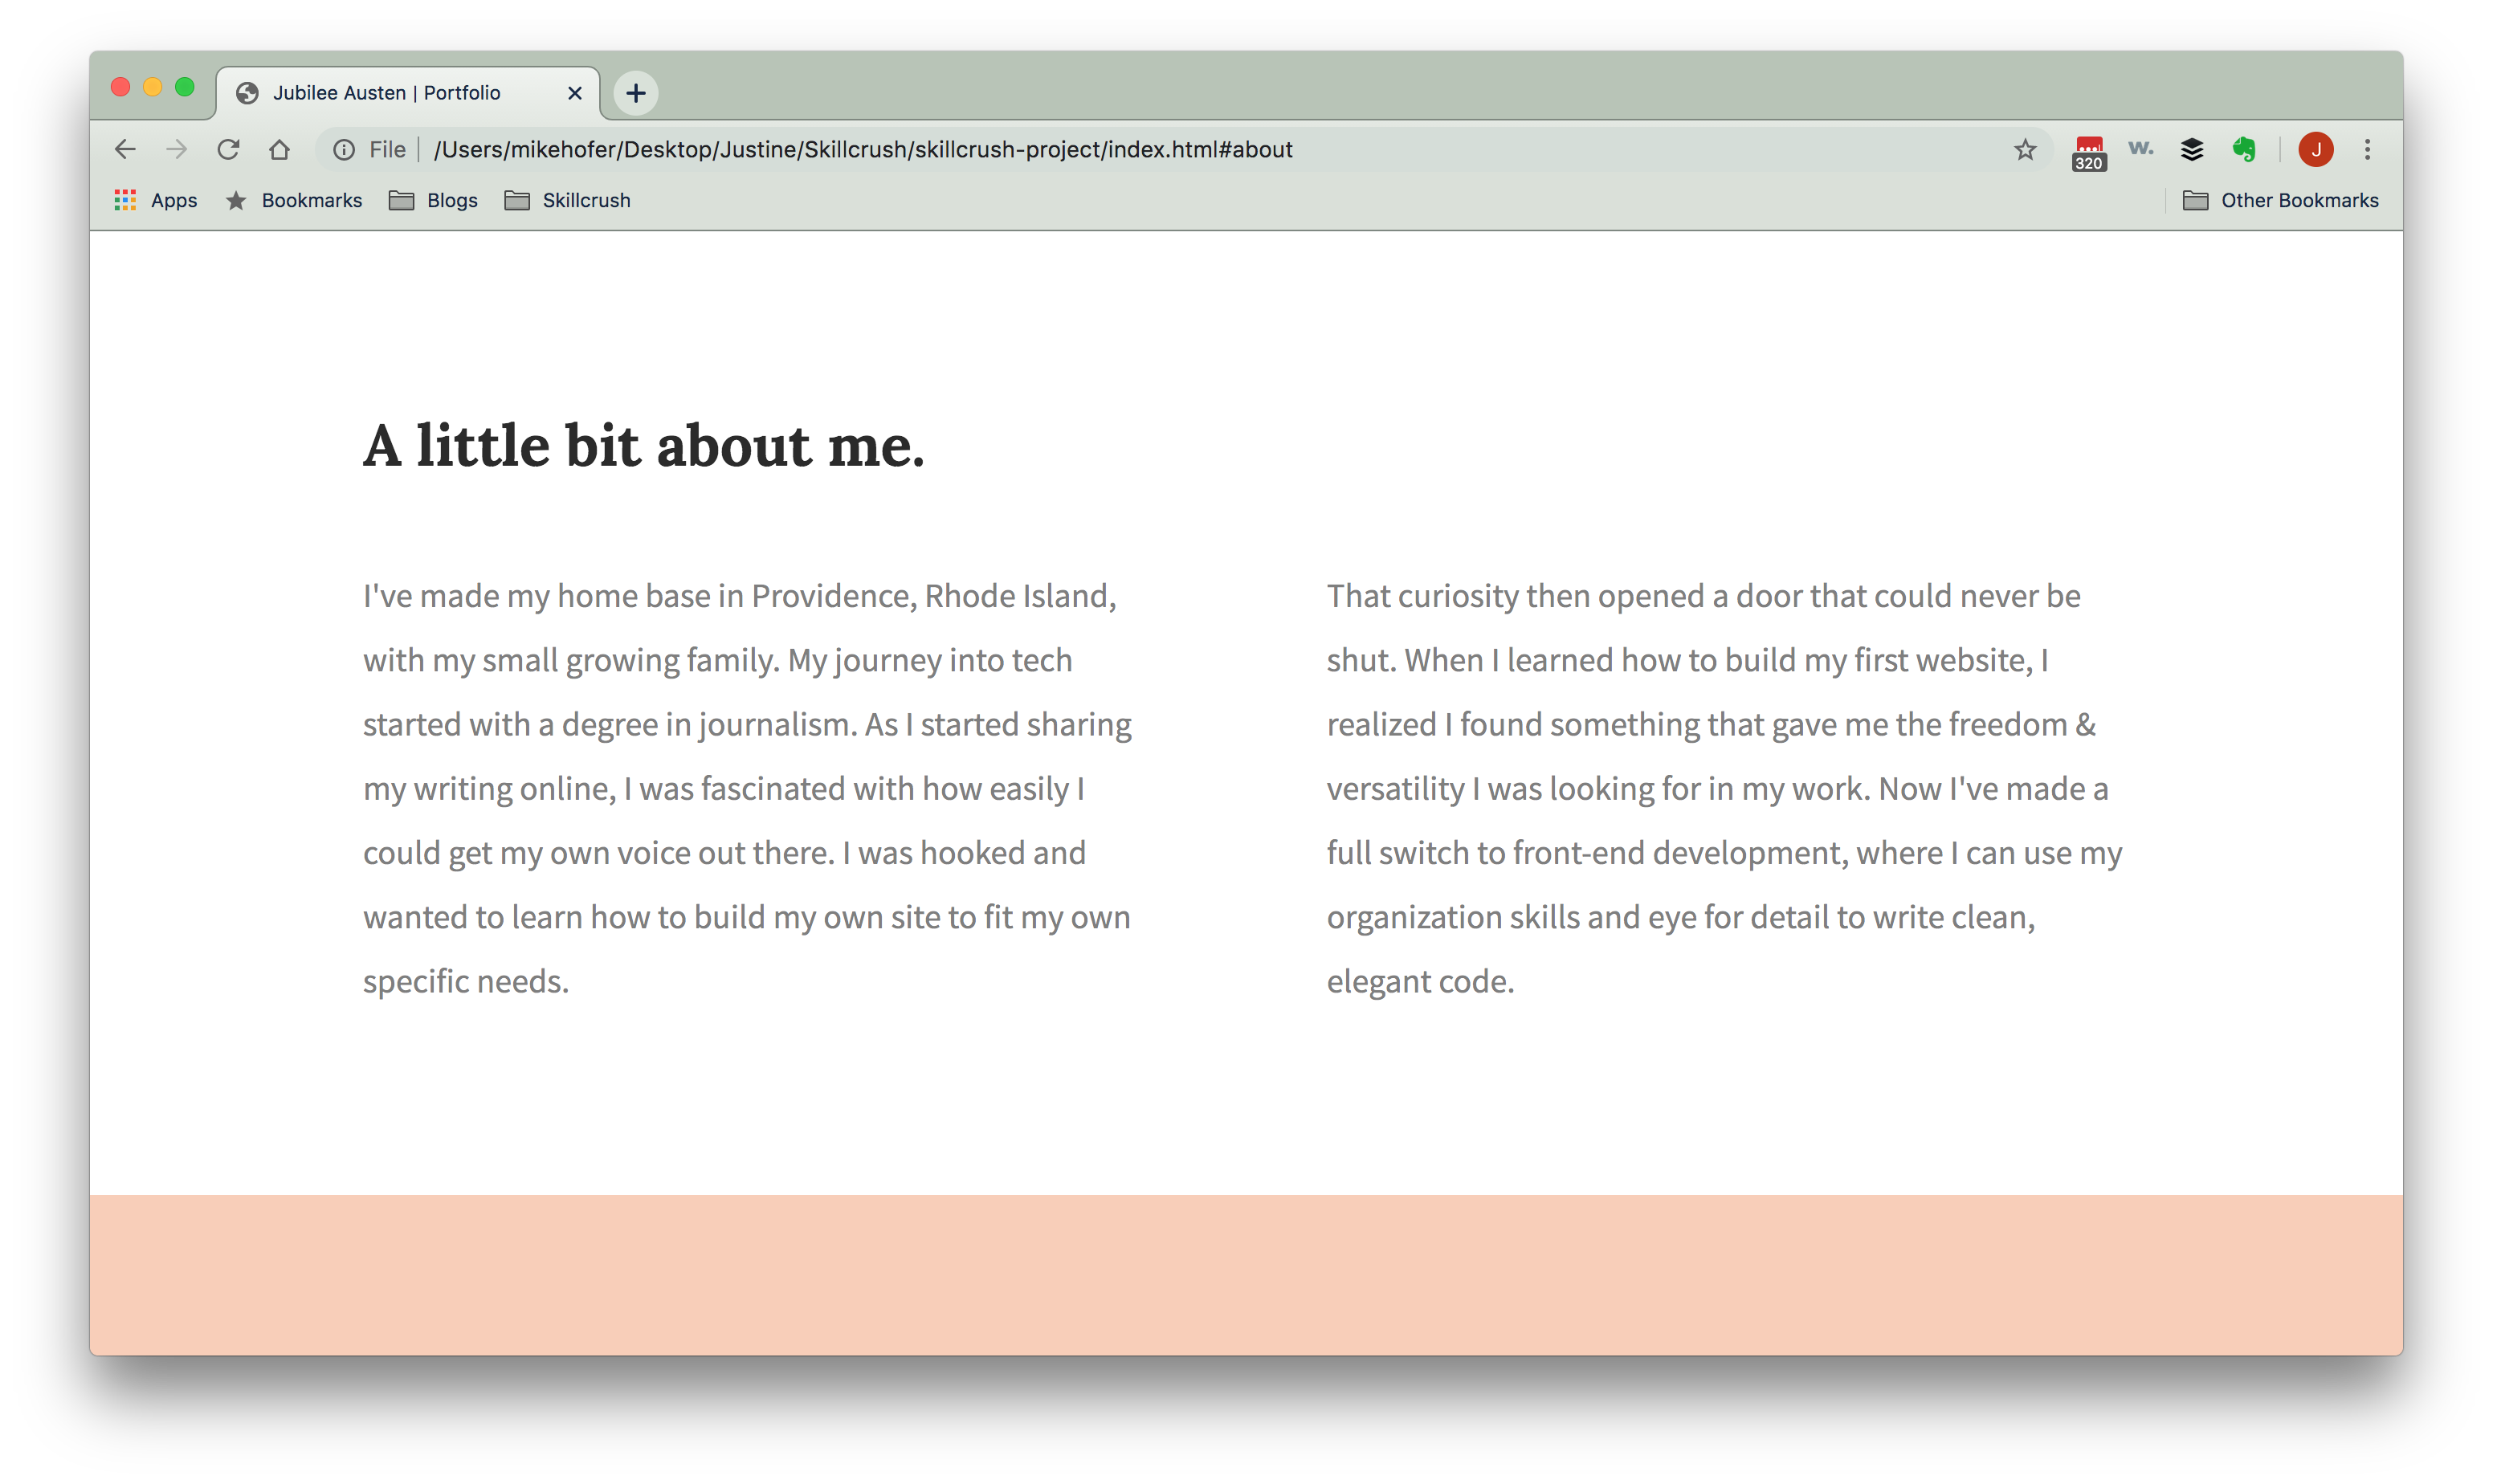 Jubilee Austen | Portfolio
File /Users/mikehofer/Desktop/Justine/Skillcrush/skillcrush-project/index.html#about
320
w.
J
Apps Bookmarks Blogs Skillcrush Other Bookmarks
A little bit about me.
I've made my home base in Providence, Rhode Island,
with my small growing family. My journey into tech
started with a degree in journalism. As I started sharing
my writing online, I was fascinated with how easily I
could get my own voice out there. I was hooked and
wanted to learn how to build my own site to fit my own
specific needs.
That curiosity then opened a door that could never be
shut. When I learned how to build my first website, I
realized I found something that gave me the freedom &
versatility I was looking for in my work. Now I've made a
full switch to front-end development, where I can use my
organization skills and eye for detail to write clean,
elegant code.